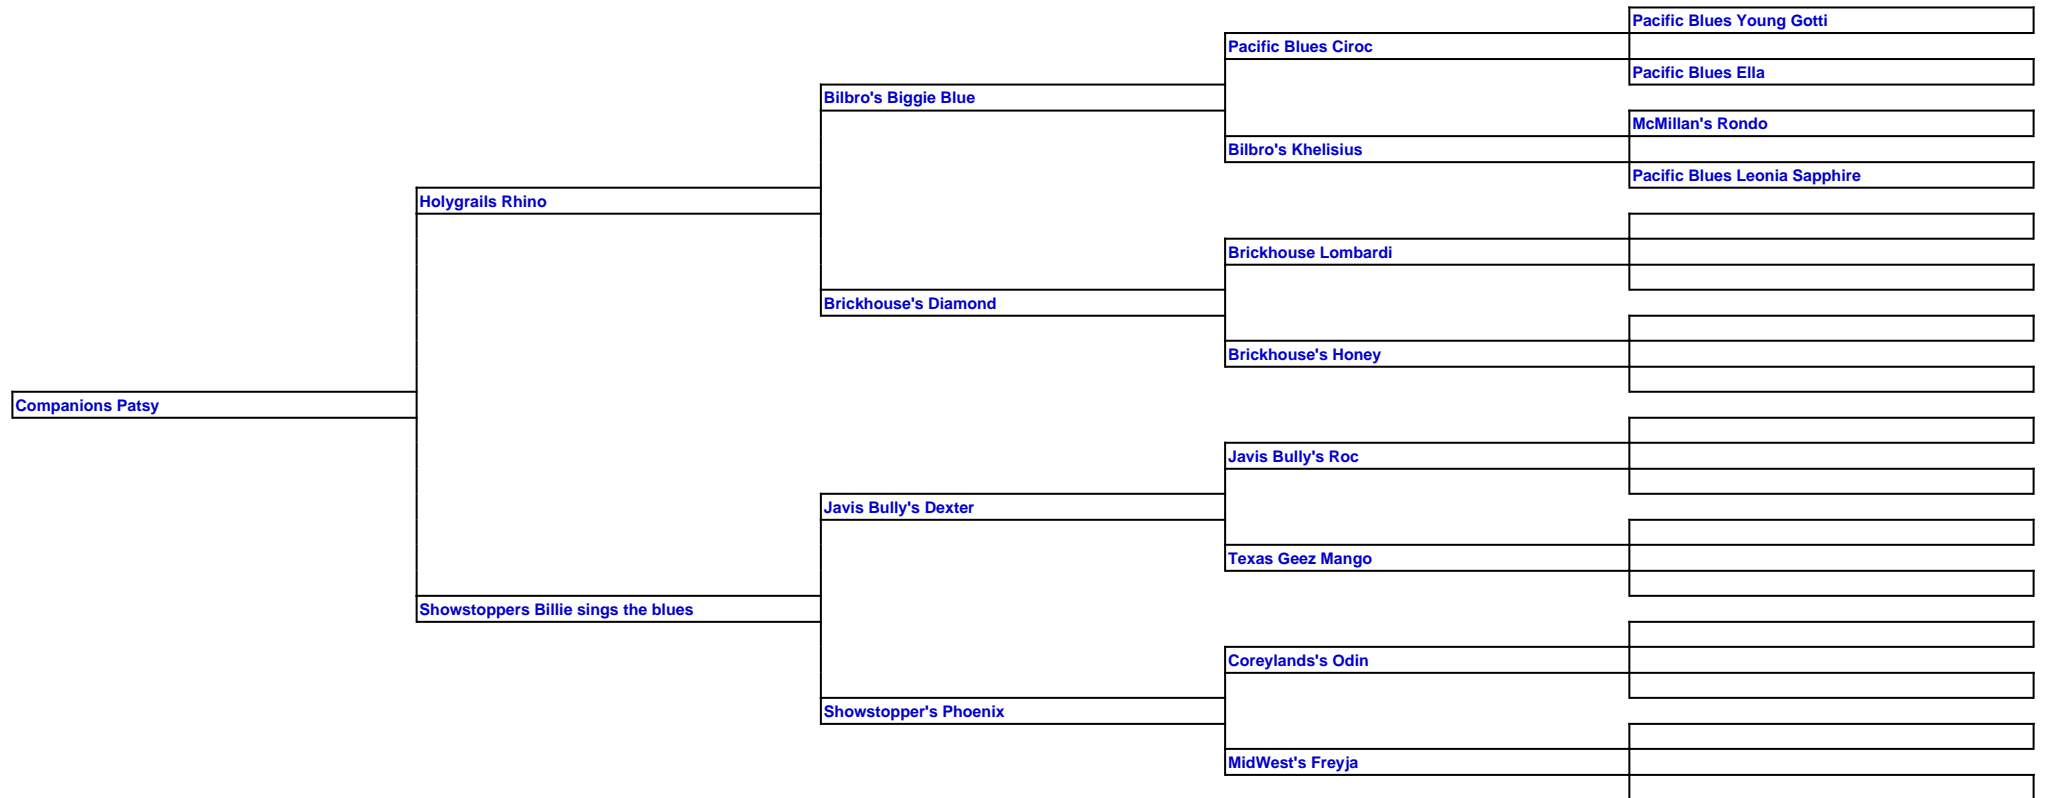 Pacific Blues Young Gotti
Pacific Blues Ciroc
Pacific Blues Ella
Bilbro's Biggie Blue
McMillan's Rondo
Bilbro's Khelisius
Pacific Blues Leonia Sapphire
Holygrails Rhino
Brickhouse Lombardi
Brickhouse's Diamond
Brickhouse's Honey
Companions Patsy
Javis Bully's Roc
Javis Bully's Dexter
Texas Geez Mango
Showstoppers Billie sings the blues
Coreylands's Odin
Showstopper's Phoenix
MidWest's Freyja